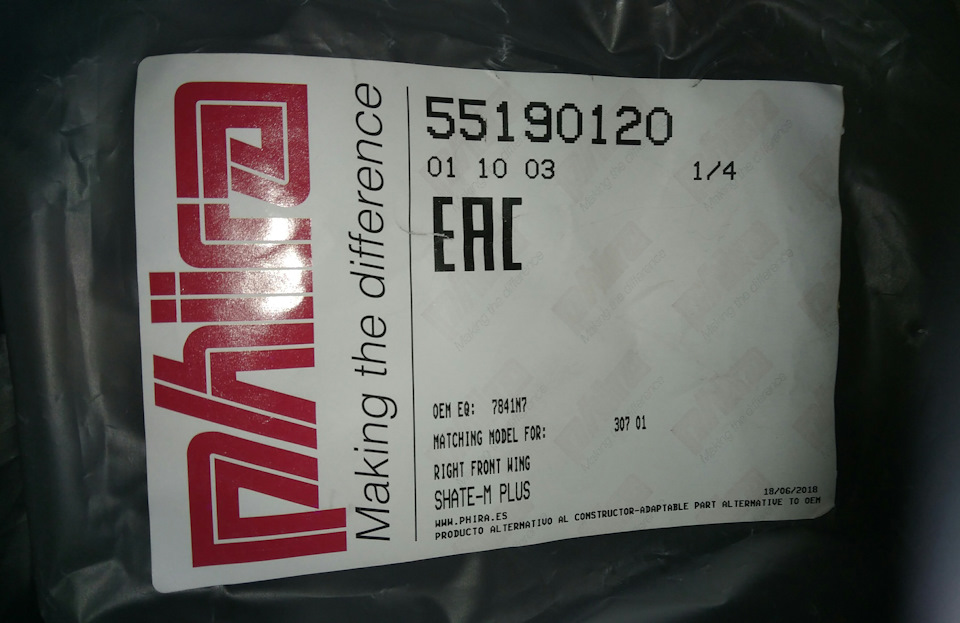 Phira
Making the difference
55190120
01 10 03 1/4
EAC
OEM EQ: 7841N7
MATCHING MODEL FOR: 307 01
RIGHT FRONT WING
SHATE-M PLUS
18/06/2018
WWW.PHIRA.ES
PRODUCTO ALTERNATIVO AL CONSTRUCTOR-ADAPTABLE PART ALTERNATIVE TO OEM